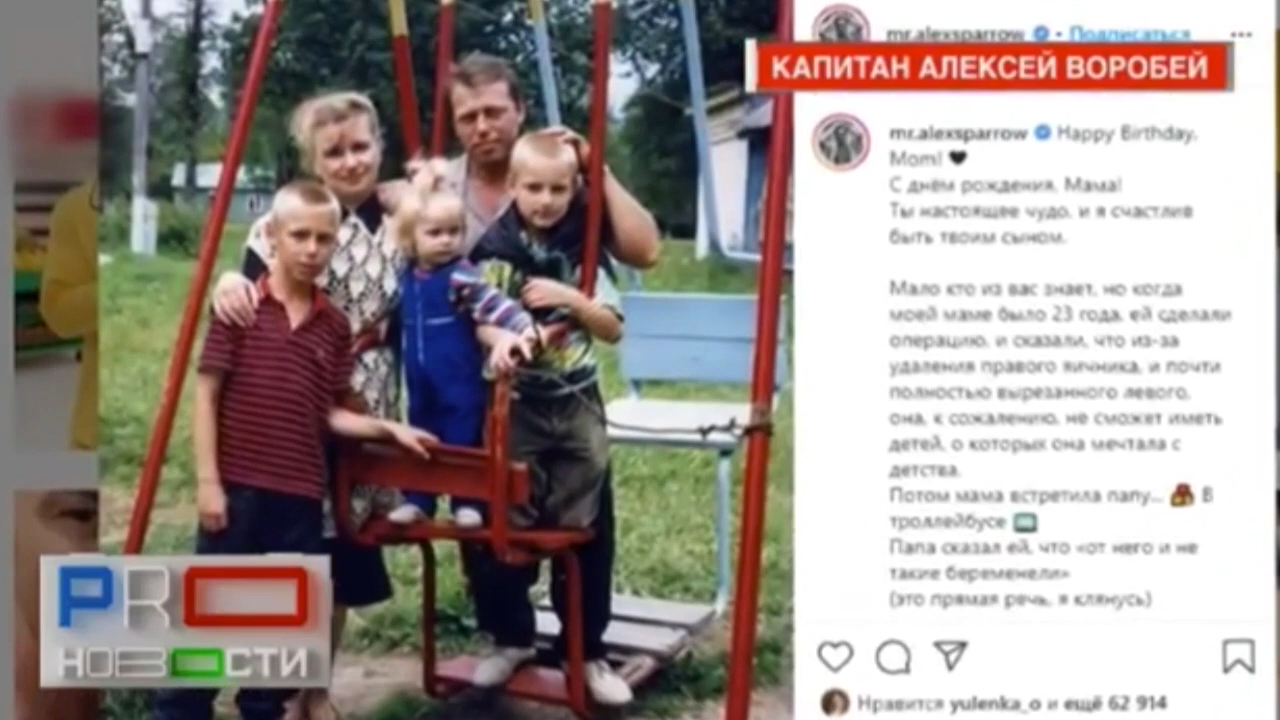 mr.alexsparrow • Подписаться
КАПИТАН АЛЕКСЕЙ ВОРОБЕЙ
mr.alexsparrow Happy Birthday,
Mom!
С днём рождения, Мама!
Ты настоящее чудо, и я счастлив
быть твоим сыном.
Мало кто из вас знает, но когда
моей маме было 23 года, ей сделали
операцию, и сказали, что из-за
удаления правого яичника, и почти
полностью вырезанного левого,
она, к сожалению, не сможет иметь
детей, о которых она мечтала с
детства.
Потом мама встретила папу... В
троллейбусе
Папа сказал ей, что «от него и не
такие беременели»
(это прямая речь, я клянусь)
Нравится yulenka_o и ещё 62 914
PRO
НОВОСТИ